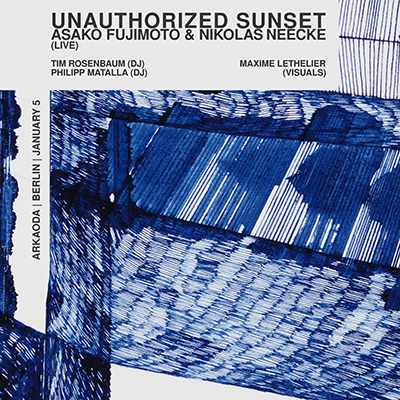 UNAUTHORIZED SUNSET
ASAKO FUJIMOTO & NIKOLAS NEECKE
(LIVE)
TIM ROSENBAUM (DJ)
PHILIPP MATALLA (DJ)
MAXIME LETHELIER
(VISUALS)
ARKAODA | BERLIN | JANUARY 5